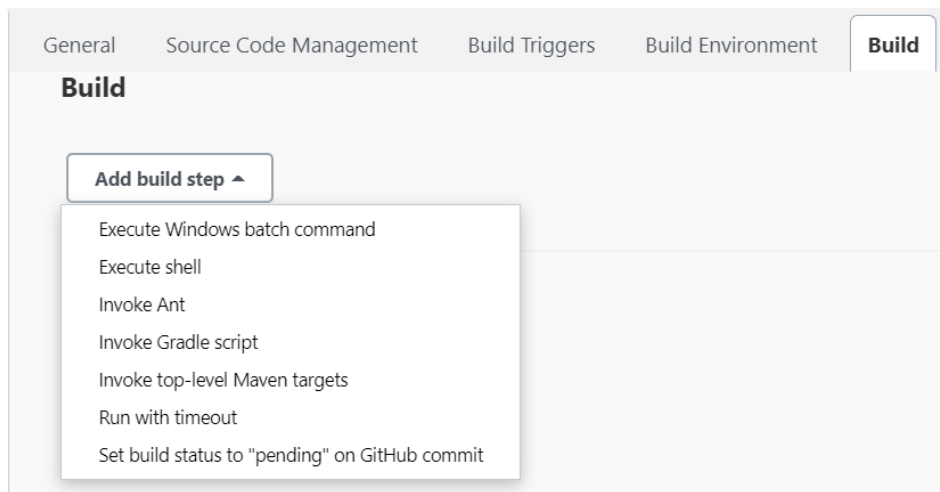 General Source Code Management Build Triggers Build Environment Build
Build
Add build step
Execute Windows batch command
Execute shell
Invoke Ant
Invoke Gradle script
Invoke top-level Maven targets
Run with timeout
Set build status to "pending" on GitHub commit